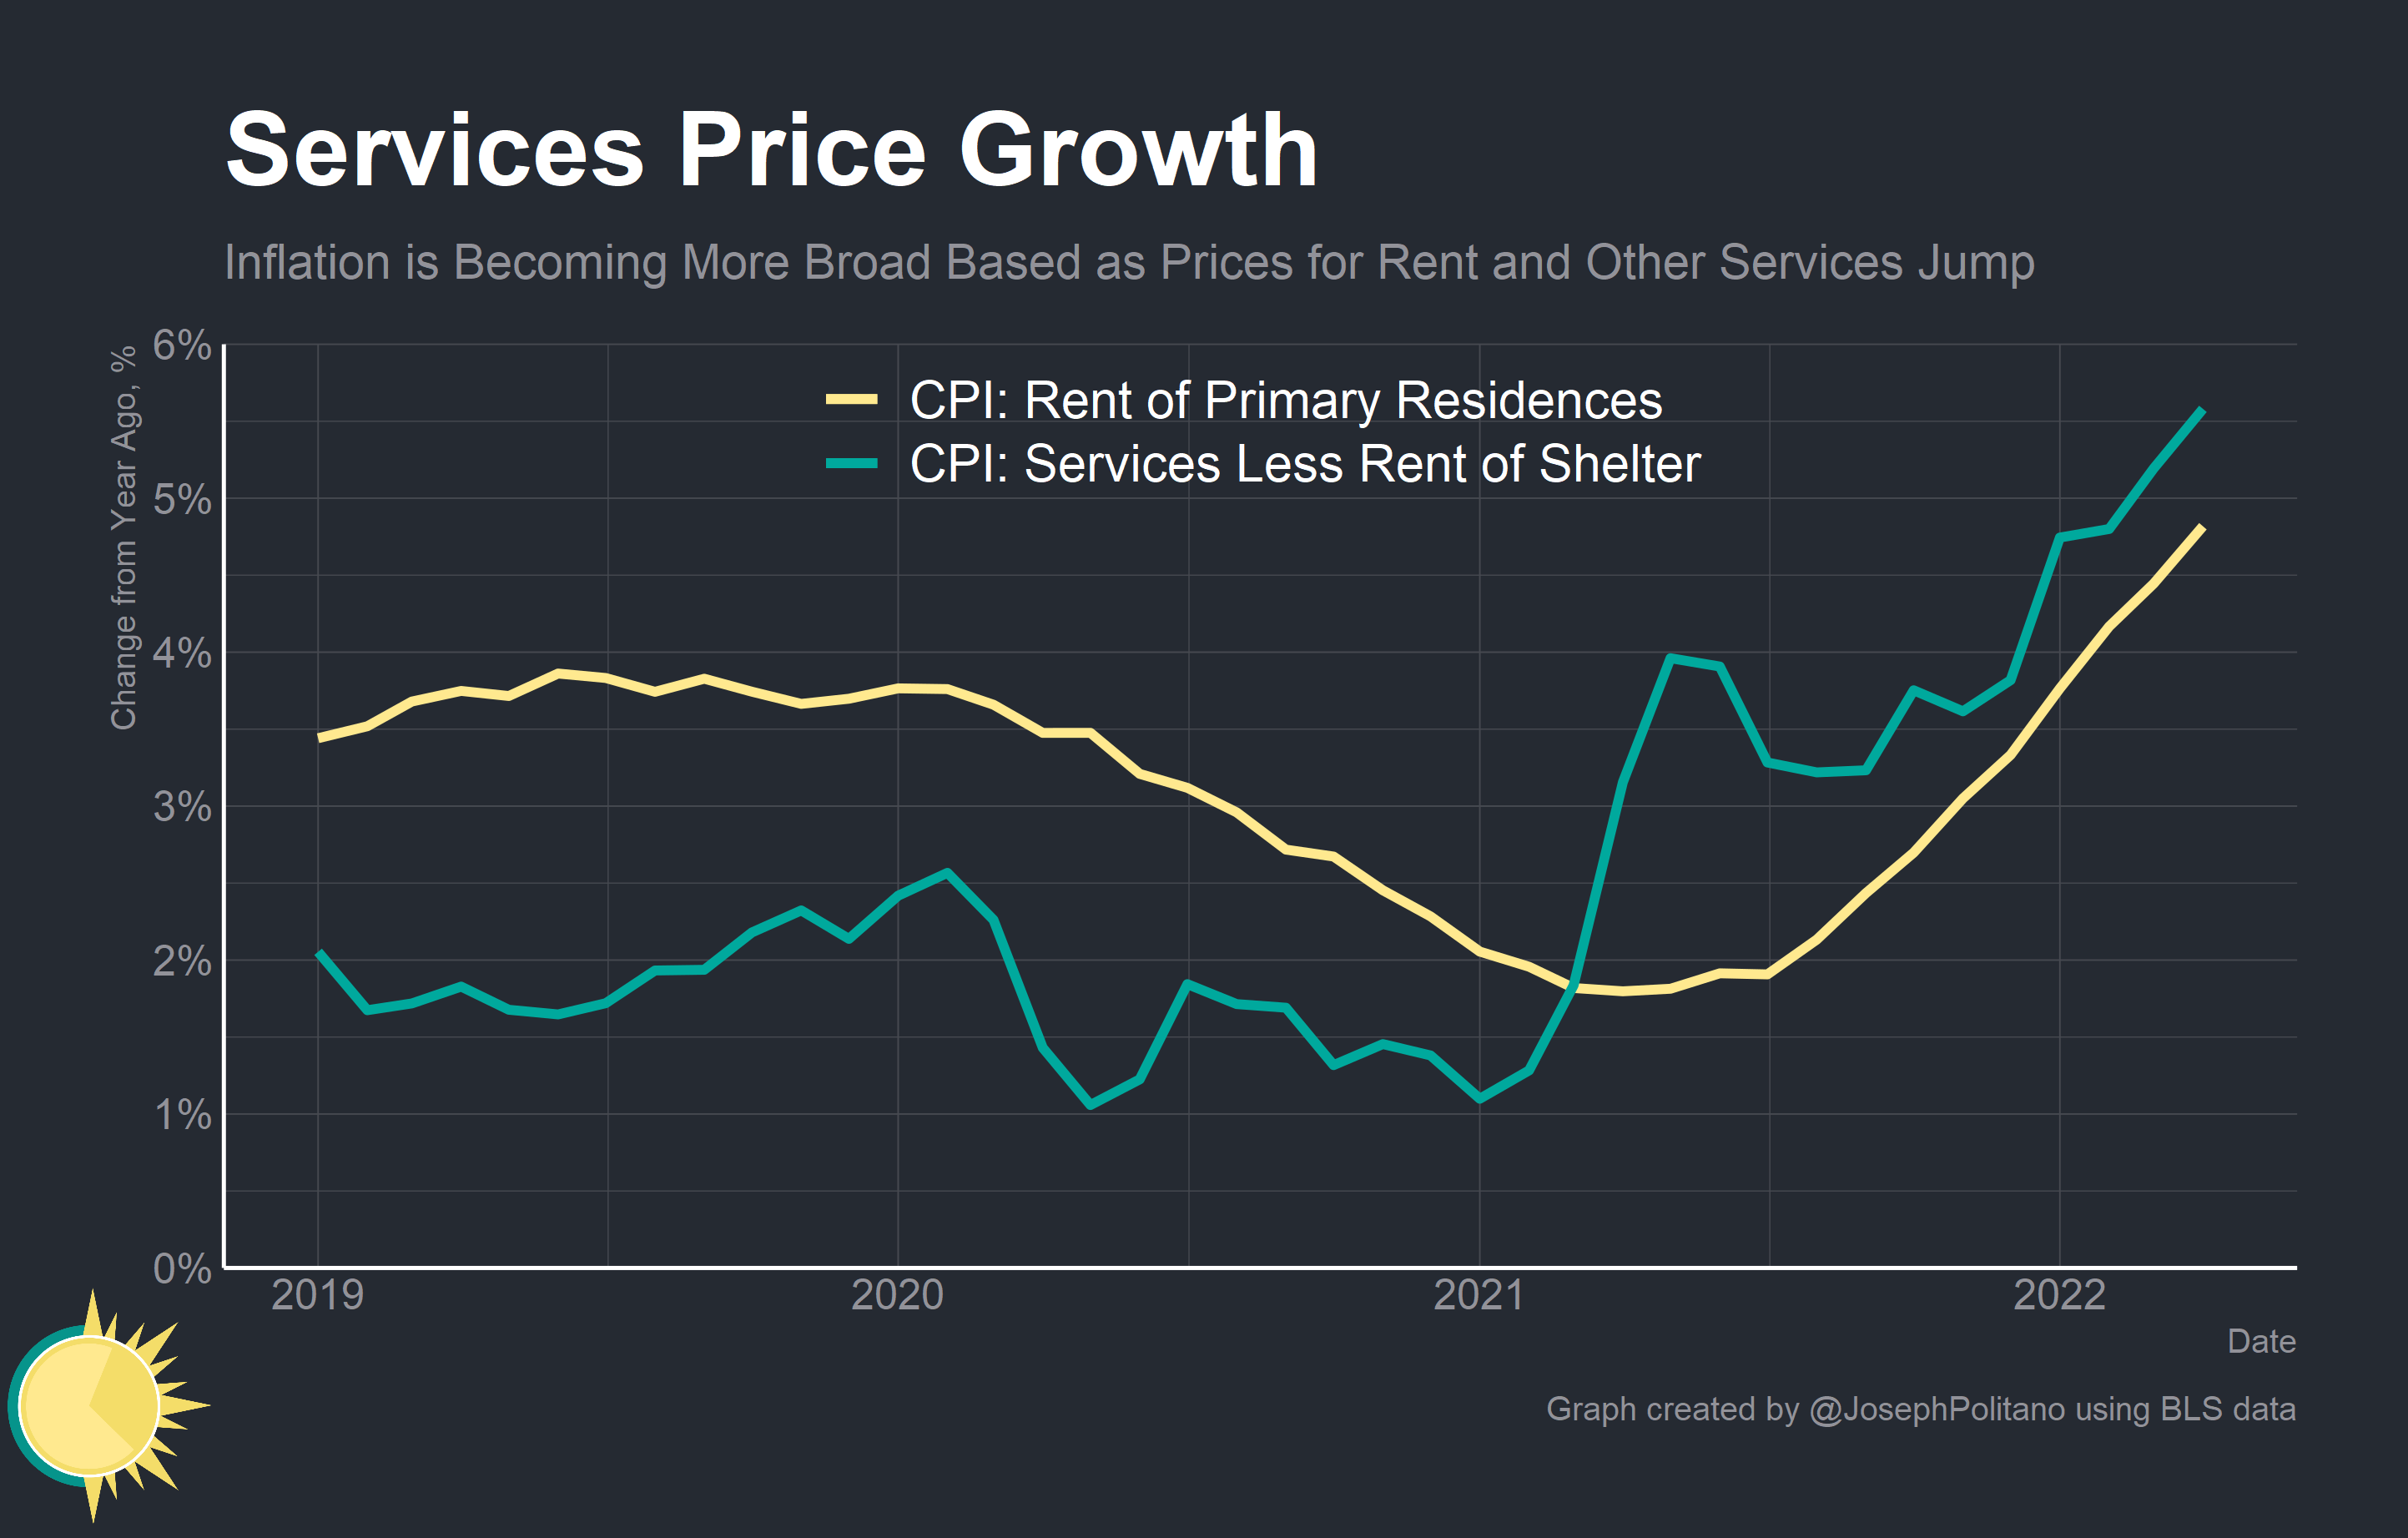 Services Price Growth
Inflation is Becoming More Broad Based as Prices for Rent and Other Services Jump
Change from Year Ago, %
6%
5%
4%
3%
2%
1%
0%
CPI: Rent of Primary Residences
CPI: Services Less Rent of Shelter
2019 2020 2021 2022
Date
Graph created by @JosephPolitano using BLS data